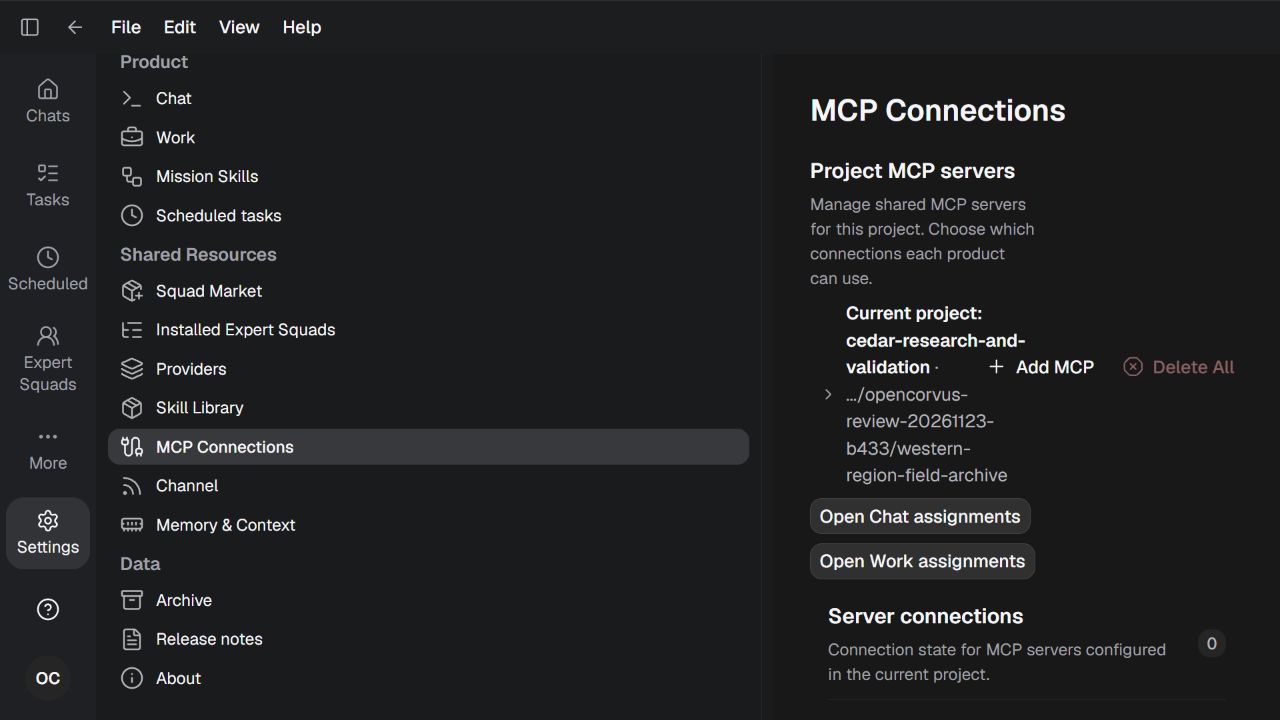 File Edit View Help
Chats
Tasks
Scheduled
Expert
Squads
More
Settings
OC
Product
Chat
Work
Mission Skills
Scheduled tasks
Shared Resources
Squad Market
Installed Expert Squads
Providers
Skill Library
MCP Connections
Channel
Memory & Context
Data
Archive
Release notes
About
MCP Connections
Project MCP servers
Manage shared MCP servers
for this project. Choose which
connections each product
can use.
Current project:
cedar-research-and-
validation ·
.../opencorvus-
review-20261123-
b433/western-
region-field-archive
Add MCP
Delete All
Open Chat assignments
Open Work assignments
Server connections
Connection state for MCP servers configured
in the current project.
0